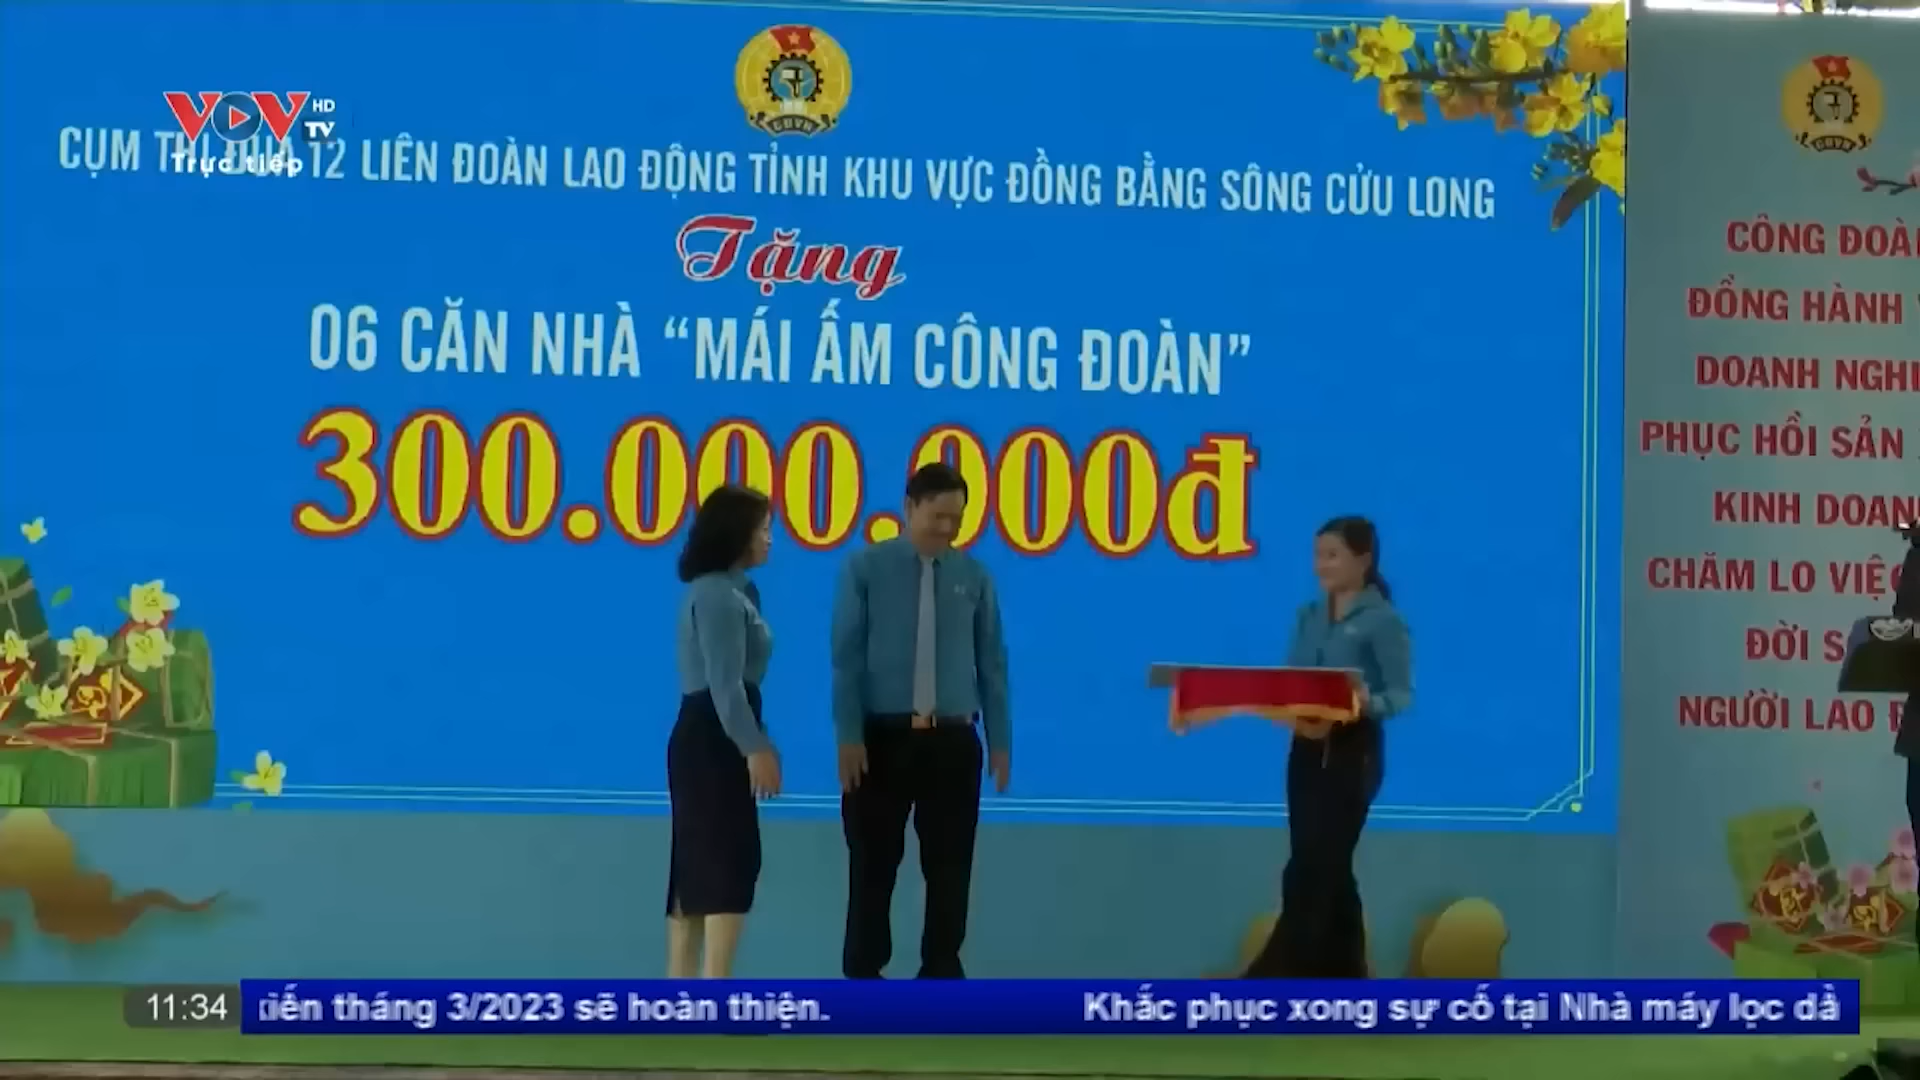 VOV TV HD
Trực tiếp
CỤM THI ĐUA 12 LIÊN ĐOÀN LAO ĐỘNG TỈNH KHU VỰC ĐỒNG BẰNG SÔNG CỬU LONG
Tặng
06 CĂN NHÀ “MÁI ẤM CÔNG ĐOÀN”
300.000.000đ
CÔNG ĐOÀ
ĐỒNG HÀNH
DOANH NGHI
PHỤC HỒI SẢN
KINH DOAN
CHĂM LO VIỆC
ĐỜI S
NGƯỜI LAO Đ
11:34
kiến tháng 3/2023 sẽ hoàn thiện. Khắc phục xong sự cố tại Nhà máy lọc dầ